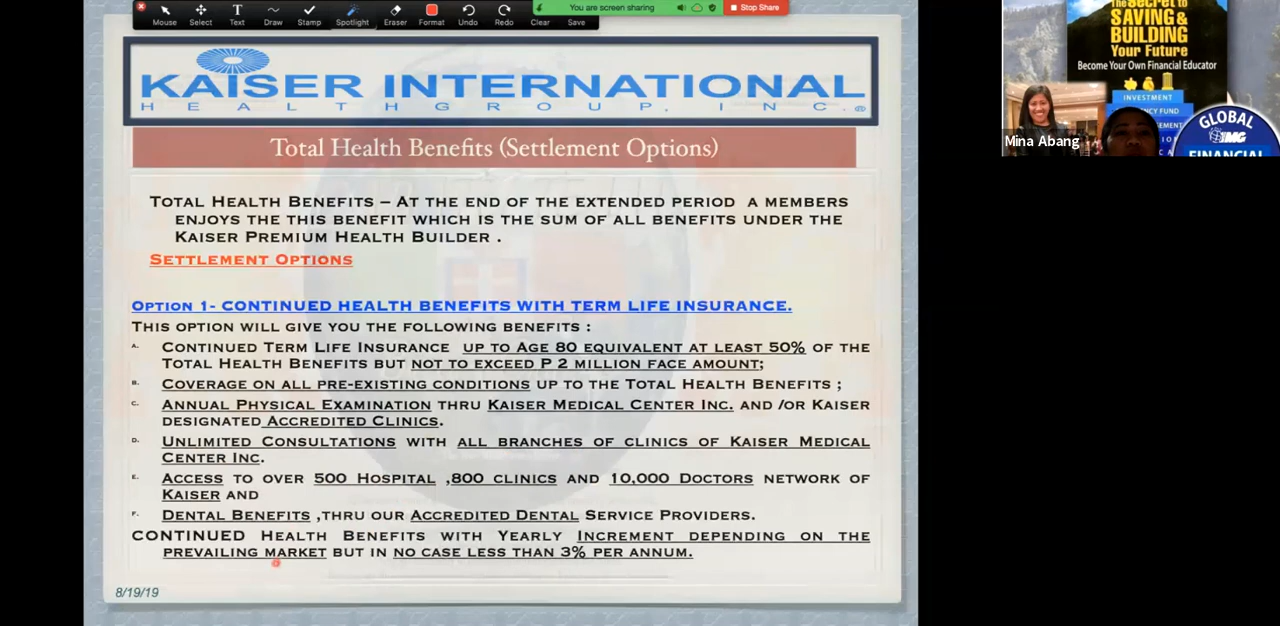 Mouse Select Text Draw Stamp Spotlight Eraser Format Undo Redo Clear Save
You are screen sharing Stop Share
KAISER INTERNATIONAL
HEALTHGROUP, INC.®
Total Health Benefits (Settlement Options)
TOTAL HEALTH BENEFITS – AT THE END OF THE EXTENDED PERIOD A MEMBERS
ENJOYS THE THIS BENEFIT WHICH IS THE SUM OF ALL BENEFITS UNDER THE
KAISER PREMIUM HEALTH BUILDER .
SETTLEMENT OPTIONS
OPTION 1- CONTINUED HEALTH BENEFITS WITH TERM LIFE INSURANCE.
THIS OPTION WILL GIVE YOU THE FOLLOWING BENEFITS :
A. CONTINUED TERM LIFE INSURANCE UP TO AGE 80 EQUIVALENT AT LEAST 50% OF THE
TOTAL HEALTH BENEFITS BUT NOT TO EXCEED P 2 MILLION FACE AMOUNT;
B. COVERAGE ON ALL PRE-EXISTING CONDITIONS UP TO THE TOTAL HEALTH BENEFITS ;
C. ANNUAL PHYSICAL EXAMINATION THRU KAISER MEDICAL CENTER INC. AND /OR KAISER
DESIGNATED ACCREDITED CLINICS.
D. UNLIMITED CONSULTATIONS WITH ALL BRANCHES OF CLINICS OF KAISER MEDICAL
CENTER INC.
E. ACCESS TO OVER 500 HOSPITAL ,800 CLINICS AND 10,000 DOCTORS NETWORK OF
KAISER AND
F. DENTAL BENEFITS ,THRU OUR ACCREDITED DENTAL SERVICE PROVIDERS.
CONTINUED HEALTH BENEFITS WITH YEARLY INCREMENT DEPENDING ON THE
PREVAILING MARKET BUT IN NO CASE LESS THAN 3% PER ANNUM.
8/19/19
The Secret to
SAVING &
BUILDING
Your Future
Become Your Own Financial Educator
INVESTMENT
FUND
GLOBAL
IMG
FINANCIAL
Mina Abang